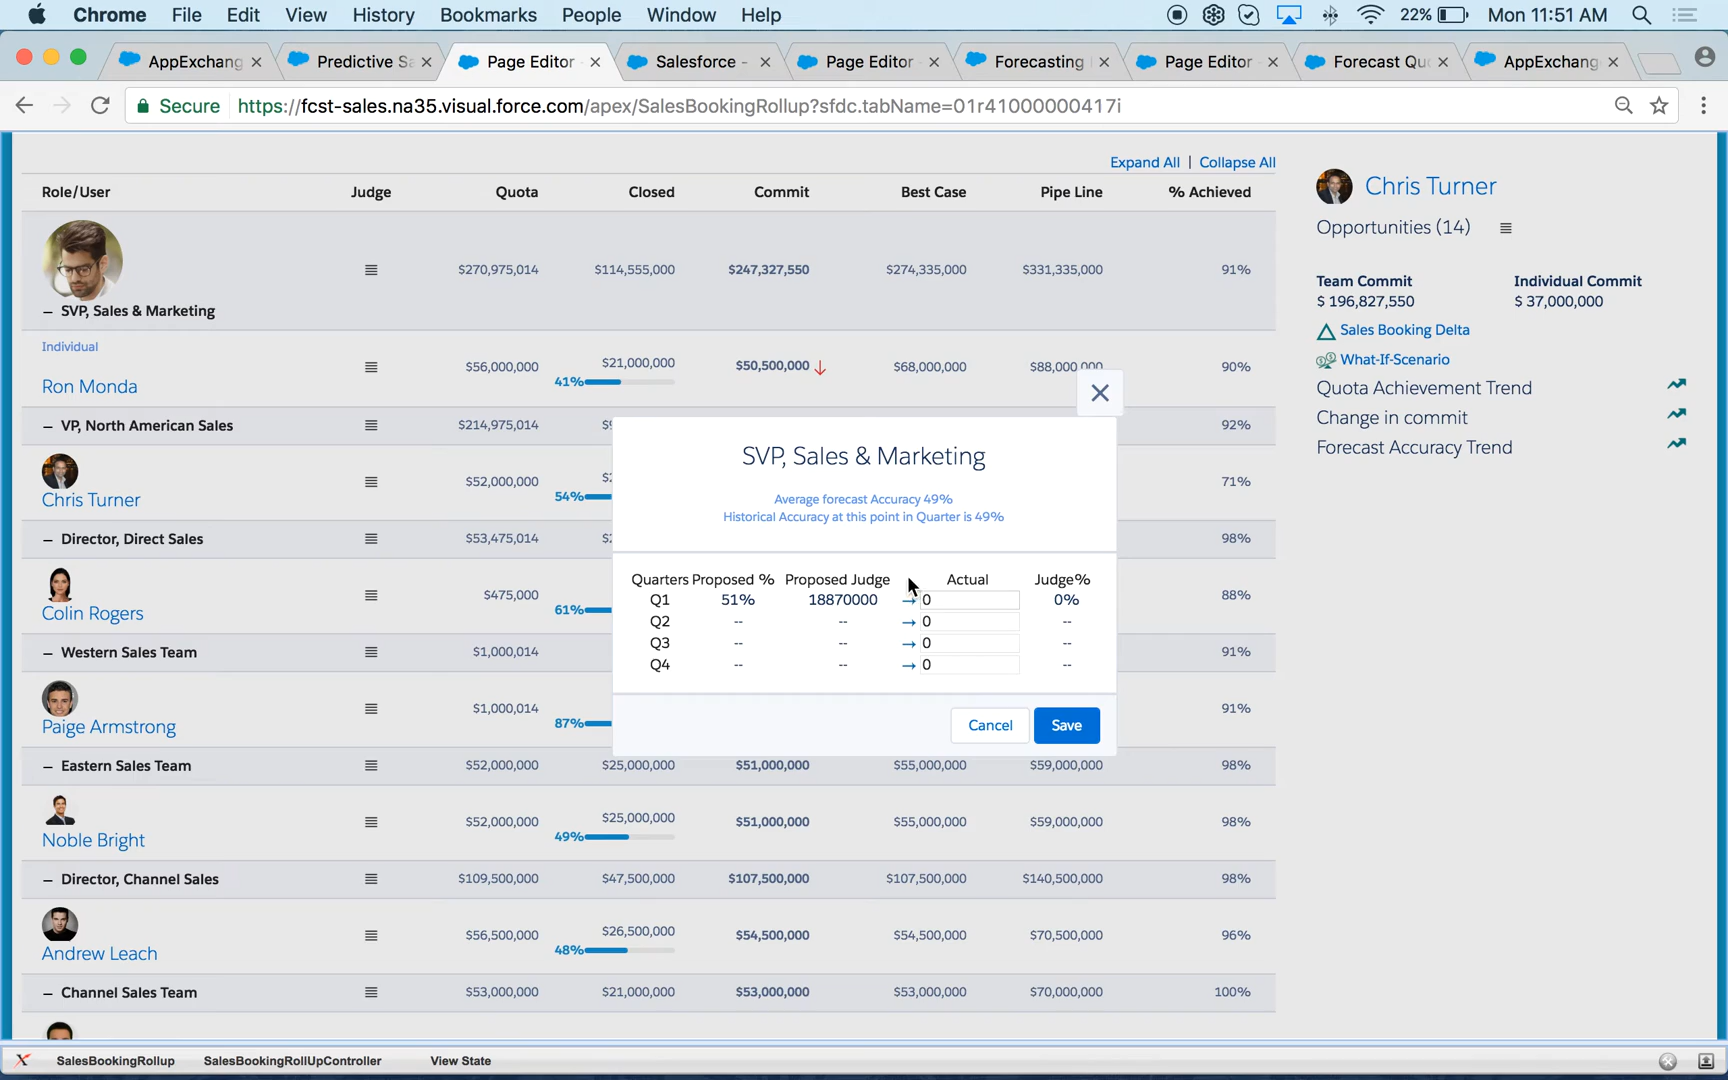 Chrome File Edit View History Bookmarks People Window Help 22% Mon 11:51 AM
AppExchang Predictive Sa Page Editor Salesforce - Page Editor Forecasting Page Editor Forecast Qu AppExchang
Secure https://fcst-sales.na35.visual.force.com/apex/SalesBookingRollup?sfdc.tabName=01r41000000417i
Expand All | Collapse All
Role/User Judge Quota Closed Commit Best Case Pipe Line % Achieved
$270,975,014 $114,555,000 $247,327,550 $274,335,000 $331,335,000 91%
– SVP, Sales & Marketing
Individual
Ron Monda $56,000,000 $21,000,000 41% $50,500,000 ↓ $68,000,000 $88,000,000 90%
– VP, North American Sales $214,975,014 92%
Chris Turner $52,000,000 54% 71%
– Director, Direct Sales $53,475,014 98%
Colin Rogers $475,000 61% 88%
– Western Sales Team $1,000,014 91%
Paige Armstrong $1,000,014 87% 91%
– Eastern Sales Team $52,000,000 $25,000,000 $51,000,000 $55,000,000 $59,000,000 98%
Noble Bright $52,000,000 $25,000,000 49% $51,000,000 $55,000,000 $59,000,000 98%
– Director, Channel Sales $109,500,000 $47,500,000 $107,500,000 $107,500,000 $140,500,000 98%
Andrew Leach $56,500,000 $26,500,000 48% $54,500,000 $54,500,000 $70,500,000 96%
– Channel Sales Team $53,000,000 $21,000,000 $53,000,000 $53,000,000 $70,000,000 100%
SVP, Sales & Marketing
Average forecast Accuracy 49%
Historical Accuracy at this point in Quarter is 49%
Quarters Proposed % Proposed Judge Actual Judge%
Q1 51% 18870000 → 0 0%
Q2 -- -- → 0 --
Q3 -- -- → 0 --
Q4 -- -- → 0 --
Cancel Save
Chris Turner
Opportunities (14)
Team Commit Individual Commit
$ 196,827,550 $ 37,000,000
Sales Booking Delta
What-If-Scenario
Quota Achievement Trend
Change in commit
Forecast Accuracy Trend
SalesBookingRollup SalesBookingRollUpController View State